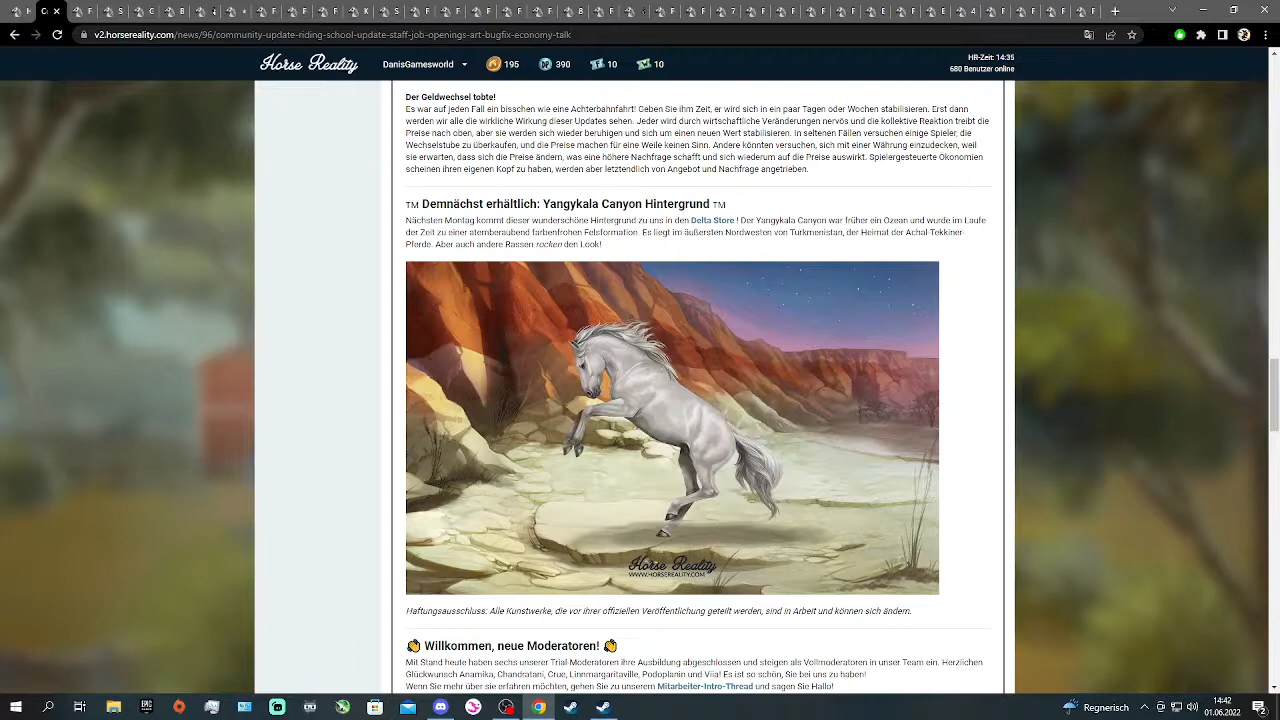 v2.horsereality.com/news/96/community-update-riding-school-update-staff-job-openings-art-bugfix-economy-talk
Horse Reality DanisGamesworld 195 390 10 10 HR-Zeit: 14:35
680 Benutzer online
Der Geldwechsel tobte!
Es war auf jeden Fall ein bisschen wie eine Achterbahnfahrt! Geben Sie ihm Zeit, er wird sich in ein paar Tagen oder Wochen stabilisieren. Erst dann
werden wir alle die wirkliche Wirkung dieser Updates sehen. Jeder wird durch wirtschaftliche Veränderungen nervös und die kollektive Reaktion treibt die
Preise nach oben, aber sie werden sich wieder beruhigen und sich um einen neuen Wert stabilisieren. In seltenen Fällen versuchen einige Spieler, die
Wechselstube zu überkaufen, und die Preise machen für eine Weile keinen Sinn. Andere könnten versuchen, sich mit einer Währung einzudecken, weil
sie erwarten, dass sich die Preise ändern, was eine höhere Nachfrage schafft und sich wiederum auf die Preise auswirkt. Spielergesteuerte Ökonomien
scheinen ihren eigenen Kopf zu haben, werden aber letztendlich von Angebot und Nachfrage angetrieben.
TM Demnächst erhältlich: Yangykala Canyon Hintergrund TM
Nächsten Montag kommt dieser wunderschöne Hintergrund zu uns in den Delta Store ! Der Yangykala Canyon war früher ein Ozean und wurde im Laufe
der Zeit zu einer atemberaubend farbenfrohen Felsformation. Es liegt im äußersten Nordwesten von Turkmenistan, der Heimat der Achal-Tekkiner-
Pferde. Aber auch andere Rassen rocken den Look!
Horse Reality
WWW.HORSEREALITY.COM
Haftungsausschluss: Alle Kunstwerke, die vor ihrer offiziellen Veröffentlichung geteilt werden, sind in Arbeit und können sich ändern.
👏 Willkommen, neue Moderatoren! 👏
Mit Stand heute haben sechs unserer Trial-Moderatoren ihre Ausbildung abgeschlossen und steigen als Vollmoderatoren in unser Team ein. Herzlichen
Glückwunsch Anamika, Chandratani, Crue, Linnmargaritaville, Podoplanin und Viia! Es ist so schön, Sie bei uns zu haben!
Wenn Sie mehr über sie erfahren möchten, gehen Sie zu unserem Mitarbeiter-Intro-Thread und sagen Sie Hallo!
Regnerisch 14:42
01.06.2022